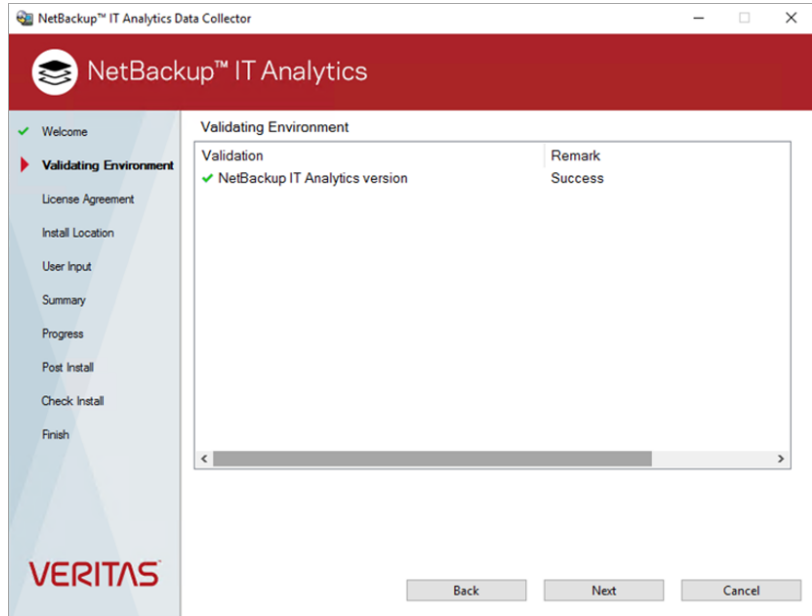 NetBackup™ IT Analytics Data Collector
NetBackup™ IT Analytics
Welcome
Validating Environment
License Agreement
Install Location
User Input
Summary
Progress
Post Install
Check Install
Finish
VERITAS
Validating Environment
Validation Remark
NetBackup IT Analytics version Success
Back Next Cancel